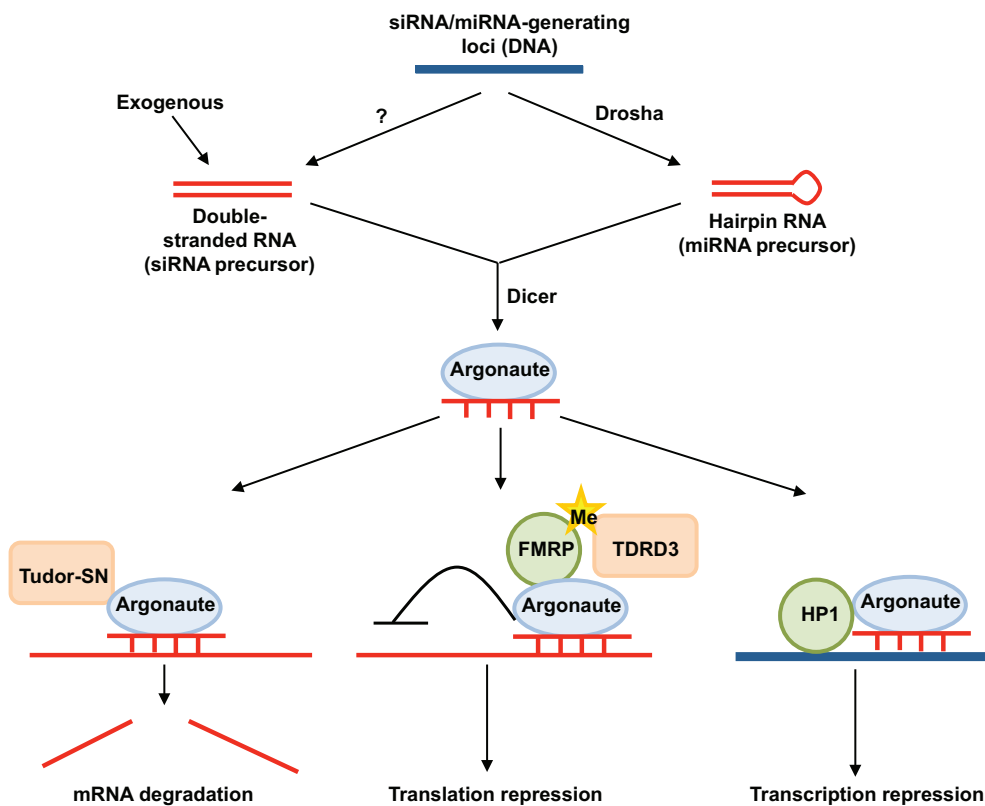 siRNA/miRNA-generating
loci (DNA)
Exogenous
?
Drosha
Double-
stranded RNA
(siRNA precursor)
Hairpin RNA
(miRNA precursor)
Dicer
Argonaute
Me
FMRP
TDRD3
Tudor-SN
Argonaute
Argonaute
HP1
Argonaute
mRNA degradation
Translation repression
Transcription repression